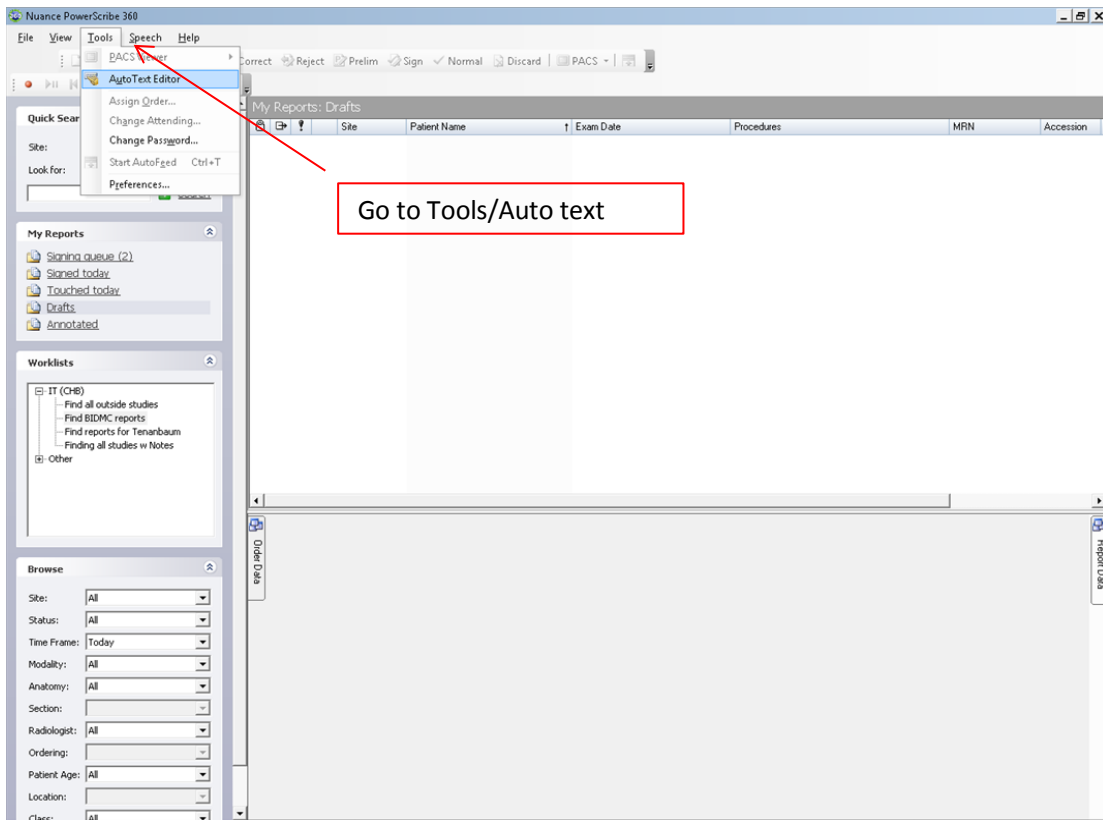 Nuance PowerScribe 360
File View Tools Speech Help
Correct Reject Prelim Sign Normal Discard PACS
PACS Viewer
AutoText Editor
Assign Order...
Change Attending...
Change Password...
Start AutoFeed Ctrl+T
Preferences...
Quick Sear
Site:
Look for:
Search
My Reports: Drafts
Site Patient Name Exam Date Procedures MRN Accession
Go to Tools/Auto text
My Reports
Signing queue (2)
Signed today
Touched today
Drafts
Annotated
Worklists
IT (CHB)
Find all outside studies
Find BIDMC reports
Find reports for Tenanbaum
Finding all studies w Notes
Other
Order Data
Report Data
Browse
Site: All
Status: All
Time Frame: Today
Modality: All
Anatomy: All
Section:
Radiologist: All
Ordering:
Patient Age: All
Location:
Class: All